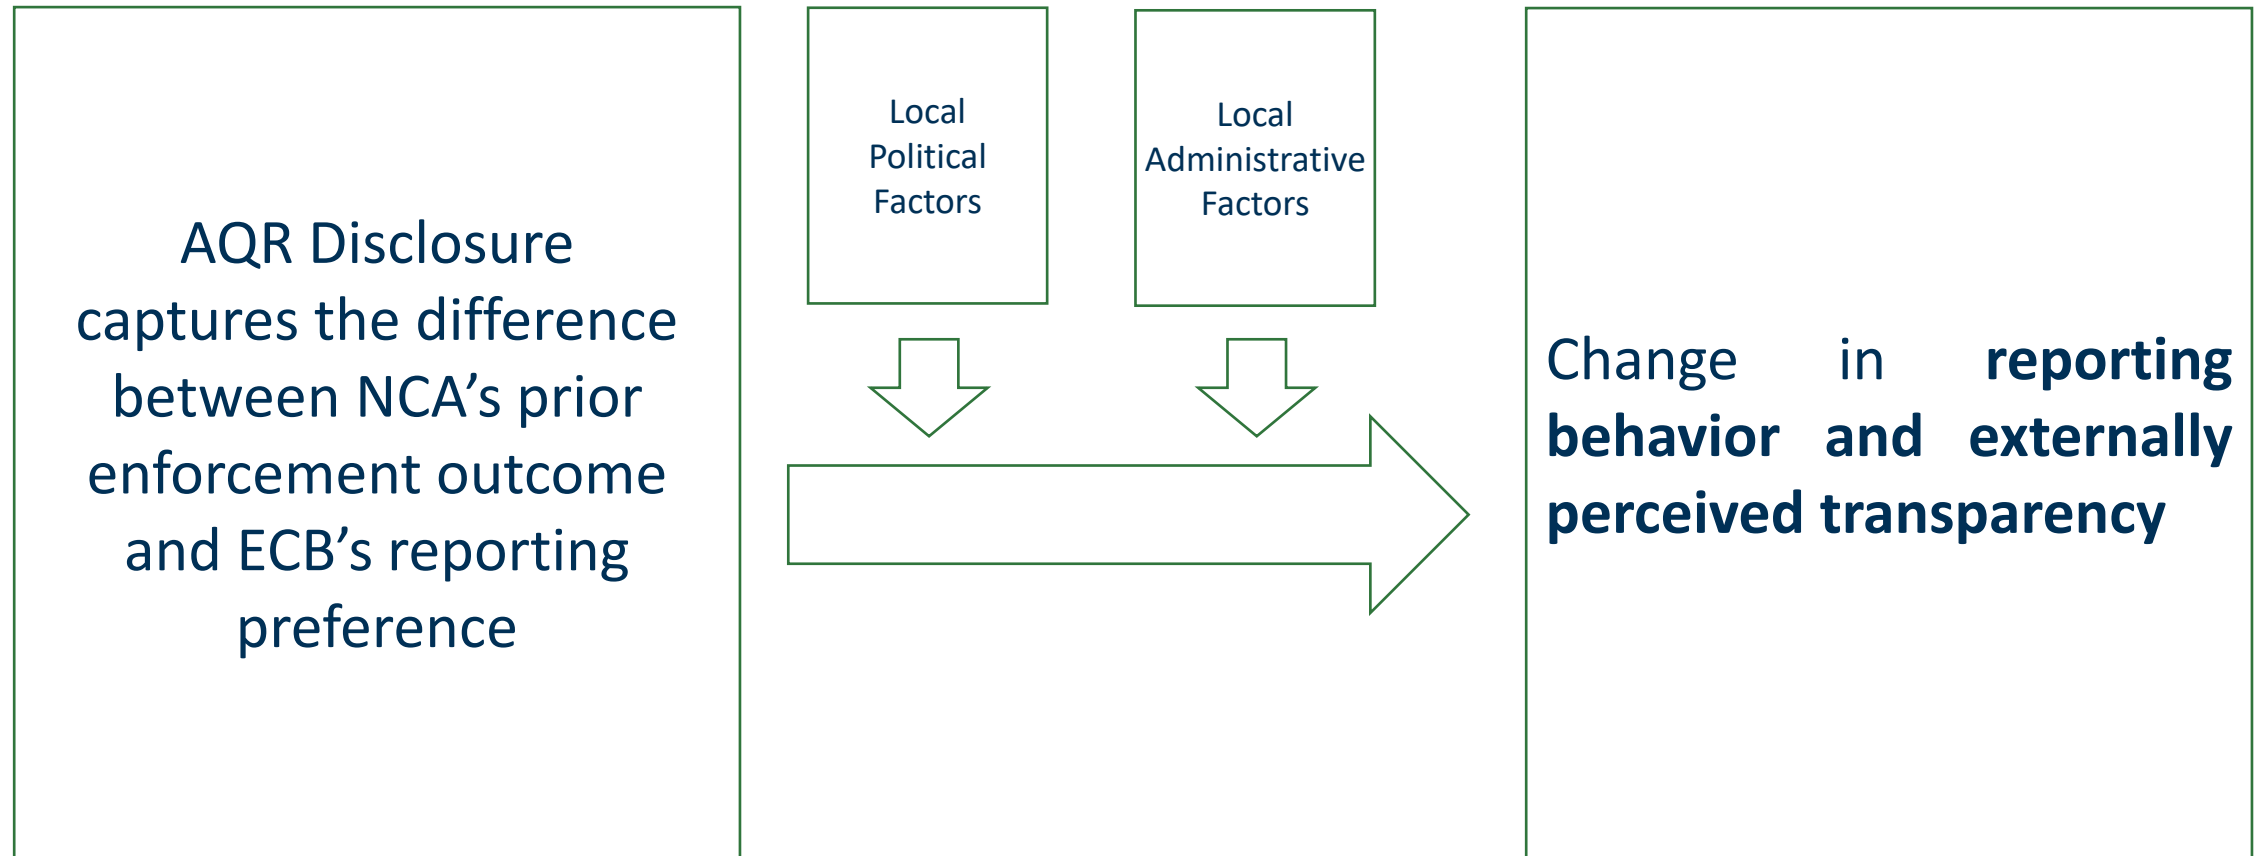 AQR Disclosure
captures the difference
between NCA’s prior
enforcement outcome
and ECB’s reporting
preference
Local
Political
Factors
Local
Administrative
Factors
Change in reporting
behavior and externally
perceived transparency